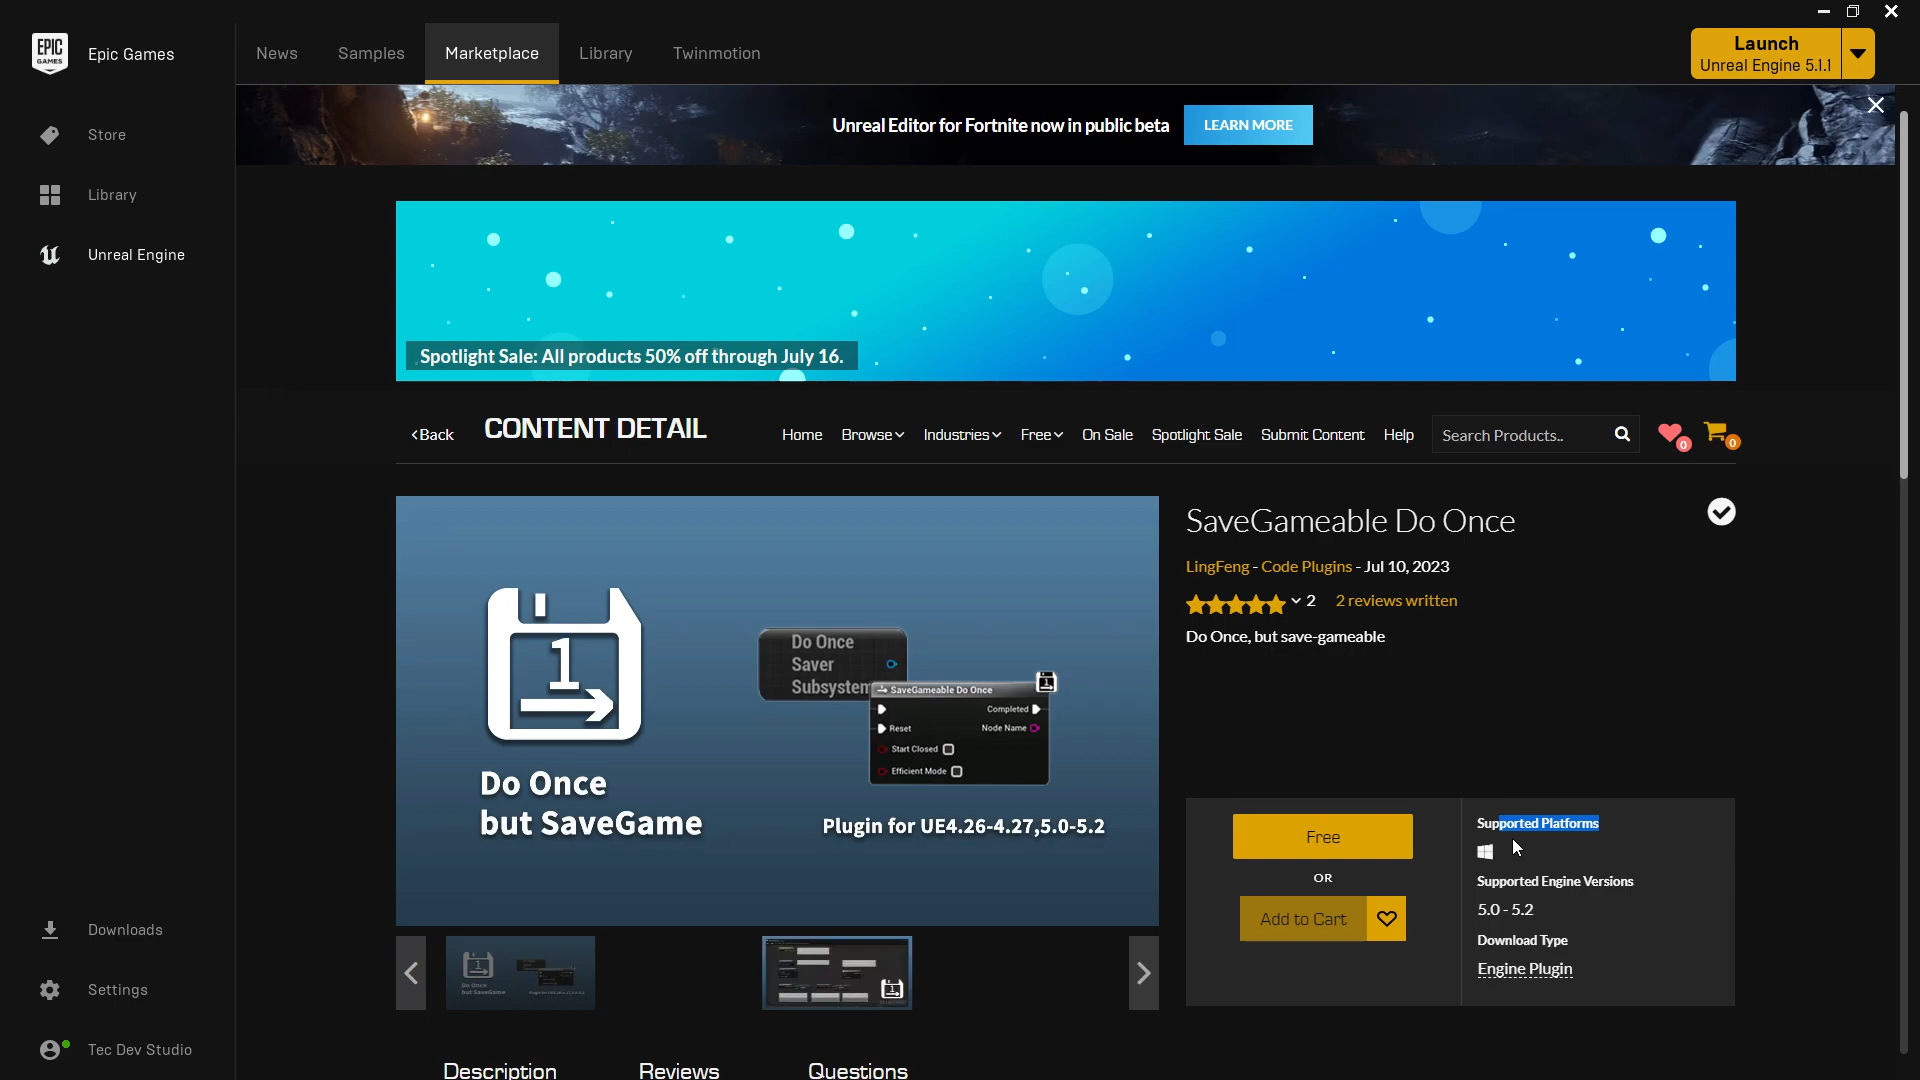 EPIC GAMES
Epic Games
News
Samples
Marketplace
Library
Twinmotion
Launch
Unreal Engine 5.1.1
Store
Library
Unreal Engine
Downloads
Settings
Tec Dev Studio
Unreal Editor for Fortnite now in public beta
LEARN MORE
Spotlight Sale: All products 50% off through July 16.
Back
CONTENT DETAIL
Home
Browse
Industries
Free
On Sale
Spotlight Sale
Submit Content
Help
Search Products..
0
0
1
Do Once
but SaveGame
Do Once
Saver
Subsystem
SaveGameable Do Once
1
Completed
Reset
Node Name
Start Closed
Efficient Mode
Plugin for UE4.26-4.27,5.0-5.2
SaveGameable Do Once
LingFeng - Code Plugins - Jul 10, 2023
2
2 reviews written
Do Once, but save-gameable
Free
OR
Add to Cart
Supported Platforms
Supported Engine Versions
5.0 - 5.2
Download Type
Engine Plugin
Description
Reviews
Questions